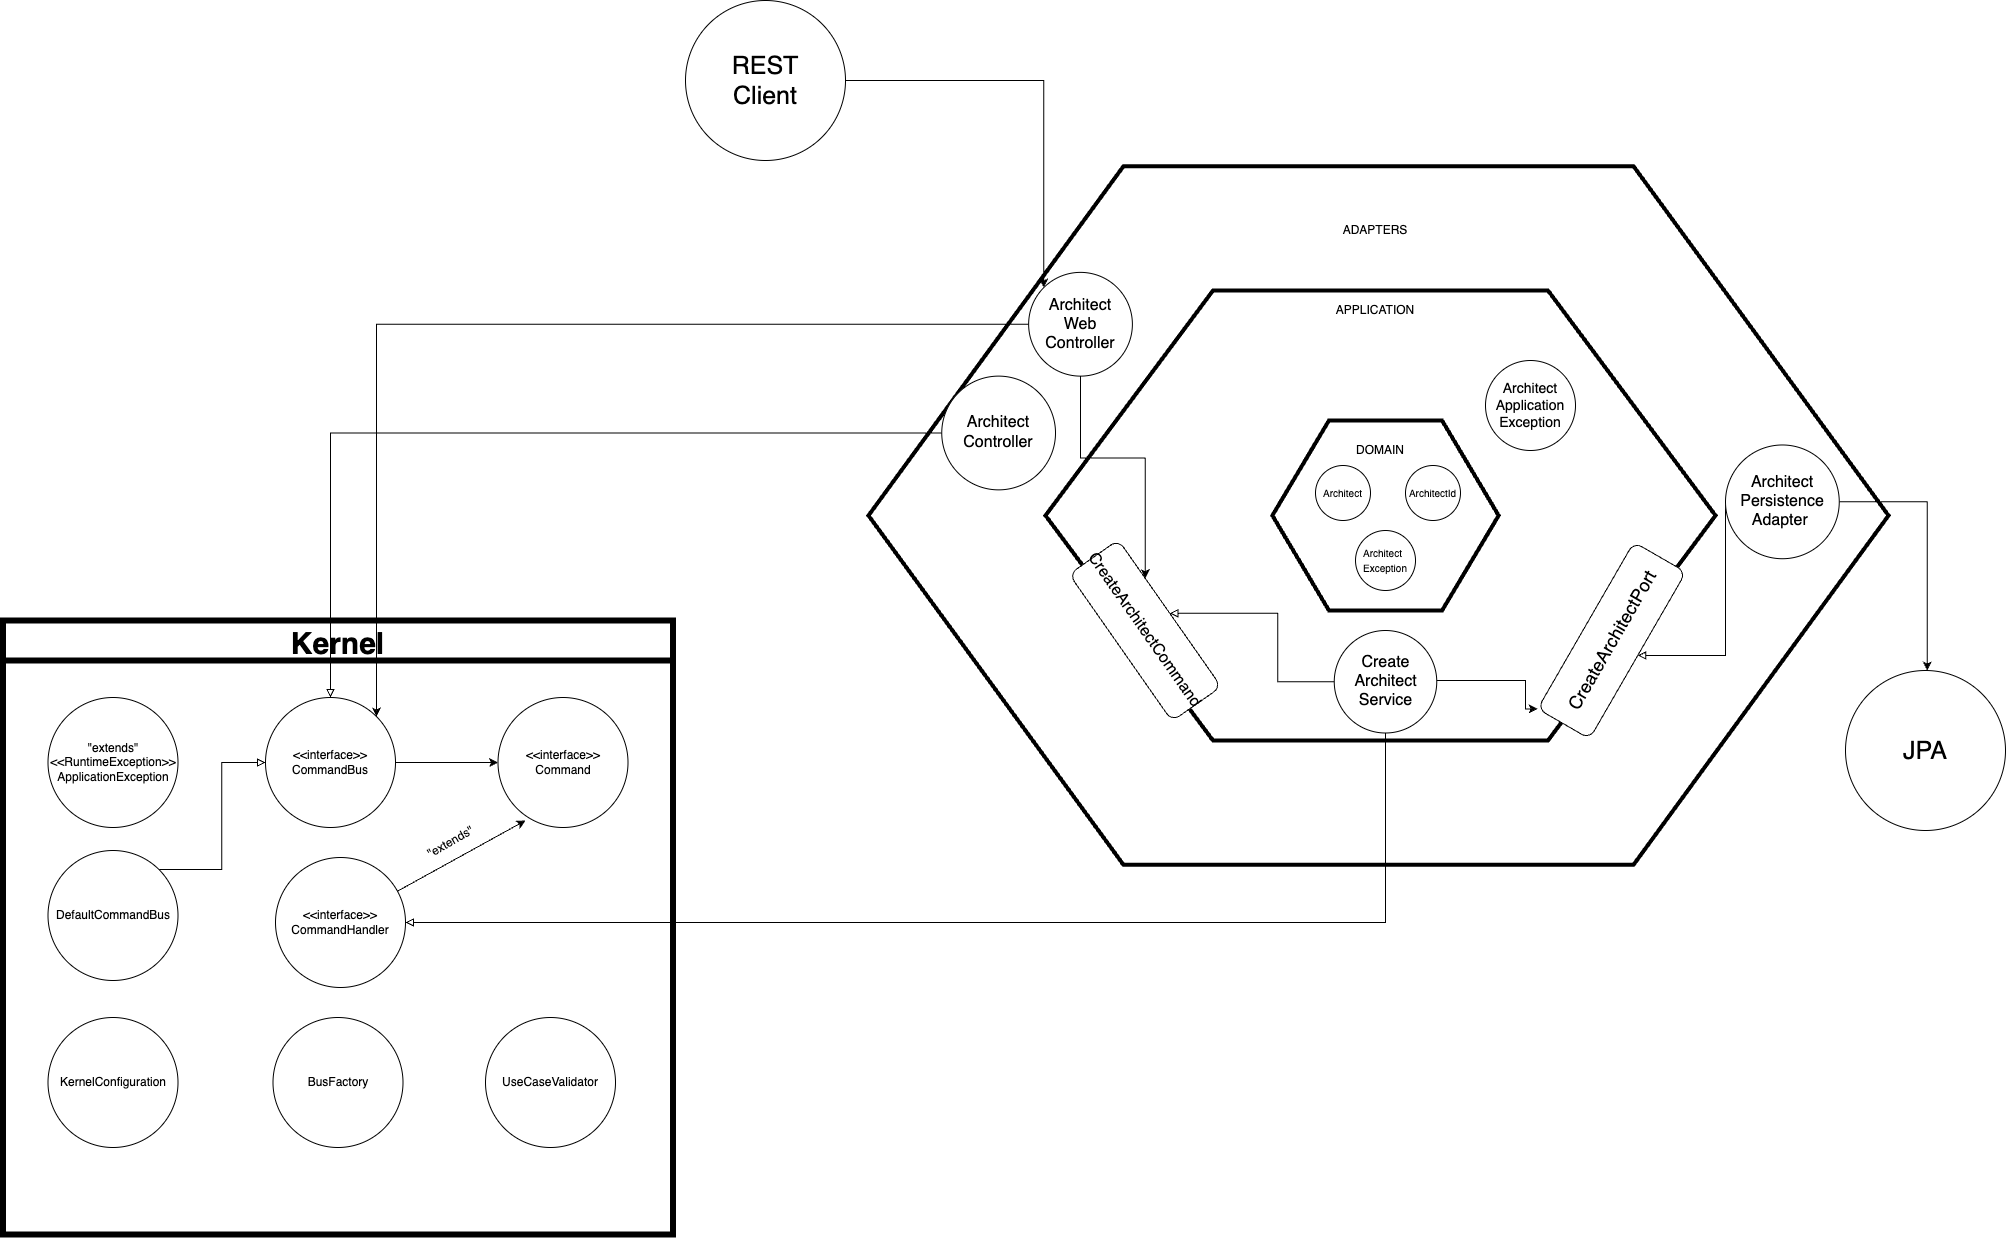 REST
Client
ADAPTERS
APPLICATION
Architect
Web
Controller
Architect
Controller
Architect
Application
Exception
DOMAIN
Architect
ArchitectId
Architect
Exception
Architect
Persistence
Adapter
CreateArchitectCommand
CreateArchitectPort
Create
Architect
Service
JPA
Kernel
"extends"
<<RuntimeException>>
ApplicationException
<<interface>>
CommandBus
<<interface>>
Command
"extends"
DefaultCommandBus
<<interface>>
CommandHandler
KernelConfiguration
BusFactory
UseCaseValidator